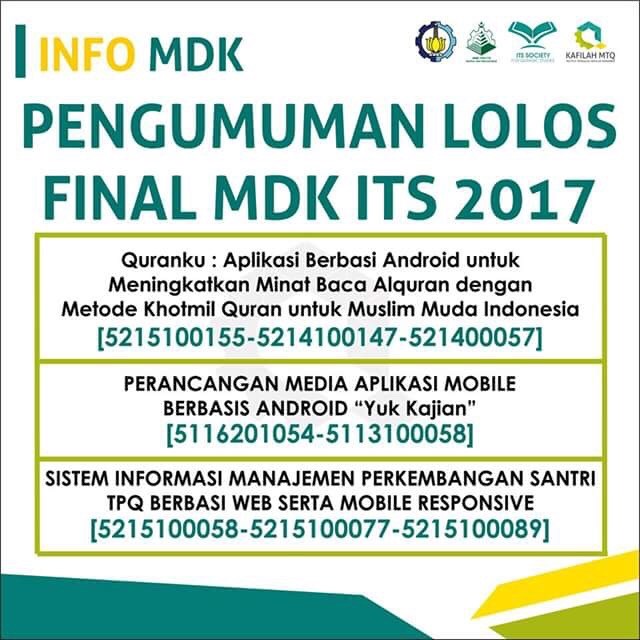 INFO MDK
ITS SOCIETY
KAFILAH MTQ
PENGUMUMAN LOLOS
FINAL MDK ITS 2017
Quranku : Aplikasi Berbasi Android untuk
Meningkatkan Minat Baca Alquran dengan
Metode Khotmil Quran untuk Muslim Muda Indonesia
[5215100155-5214100147-521400057]
PERANCANGAN MEDIA APLIKASI MOBILE
BERBASIS ANDROID “Yuk Kajian”
[5116201054-5113100058]
SISTEM INFORMASI MANAJEMEN PERKEMBANGAN SANTRI
TPQ BERBASI WEB SERTA MOBILE RESPONSIVE
[5215100058-5215100077-5215100089]